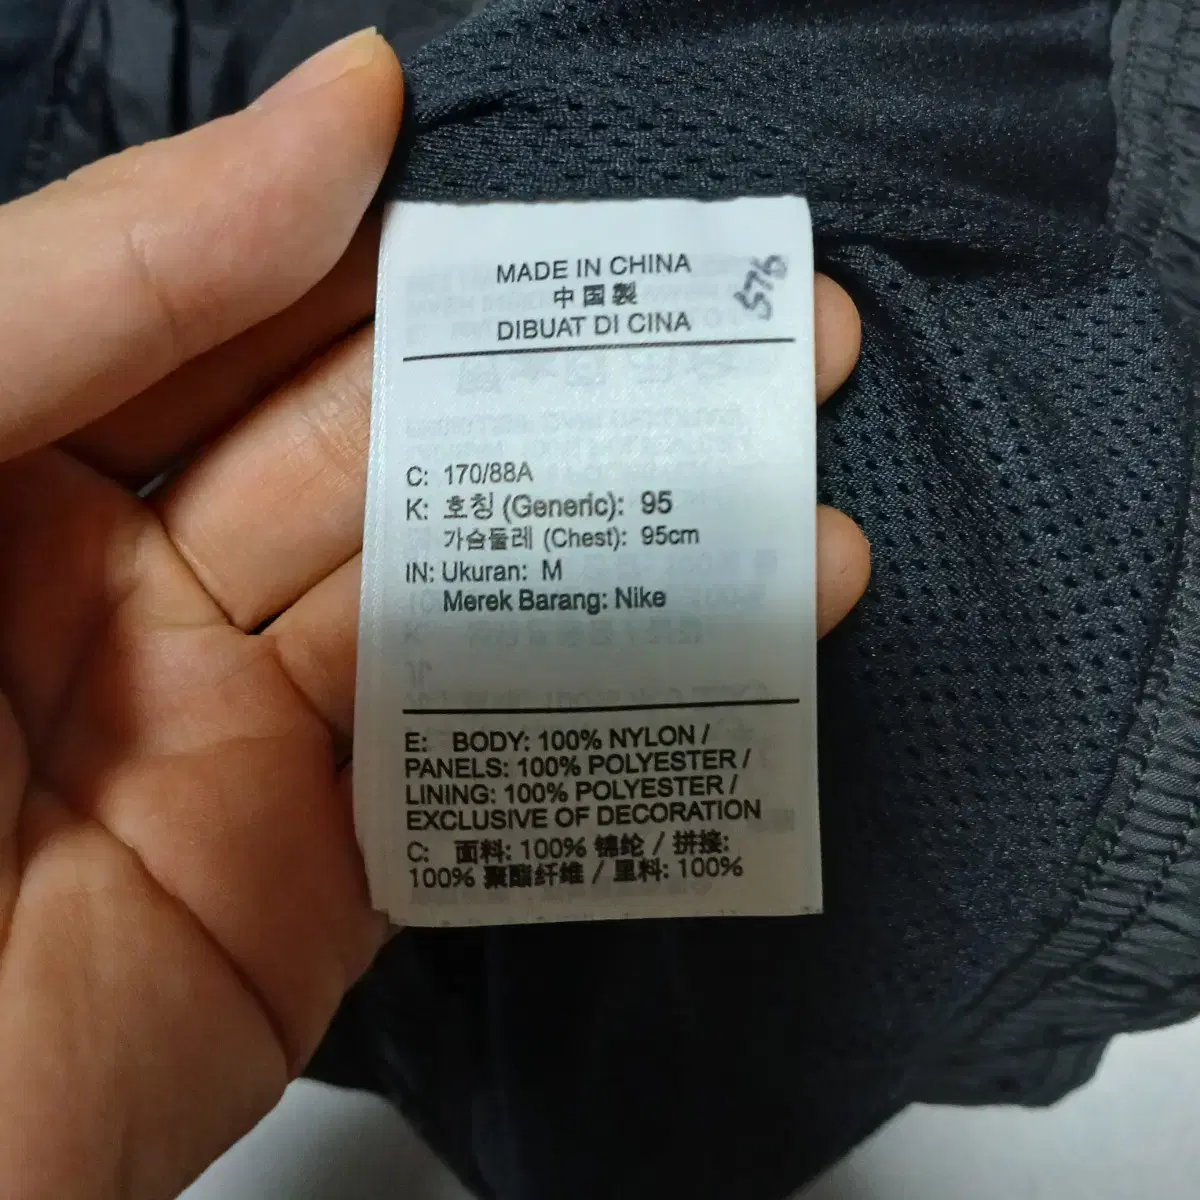 MADE IN CHINA
中国製
DIBUAT DI CINA
C: 170/88A
K: 호칭 (Generic): 95
가슴둘레 (Chest): 95cm
IN: Ukuran: M
Merek Barang: Nike
E: BODY: 100% NYLON /
PANELS: 100% POLYESTER /
LINING: 100% POLYESTER /
EXCLUSIVE OF DECORATION
C: 面料: 100% 锦纶 / 拼接:
100% 聚酯纤维 / 里料: 100%